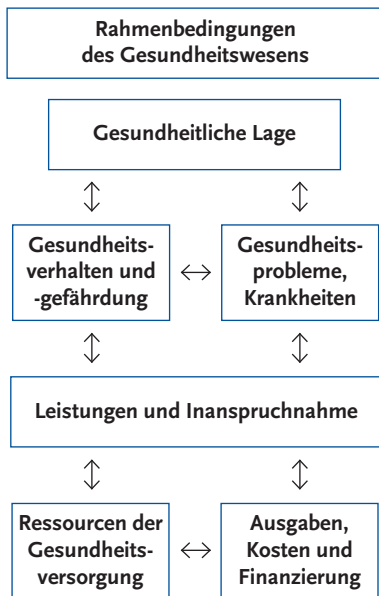 Rahmenbedingungen
des Gesundheitswesens
Gesundheitliche Lage
Gesundheits-
verhalten und
-gefährdung
Gesundheits-
probleme,
Krankheiten
Leistungen und Inanspruchnahme
Ressourcen der
Gesundheits-
versorgung
Ausgaben,
Kosten und
Finanzierung